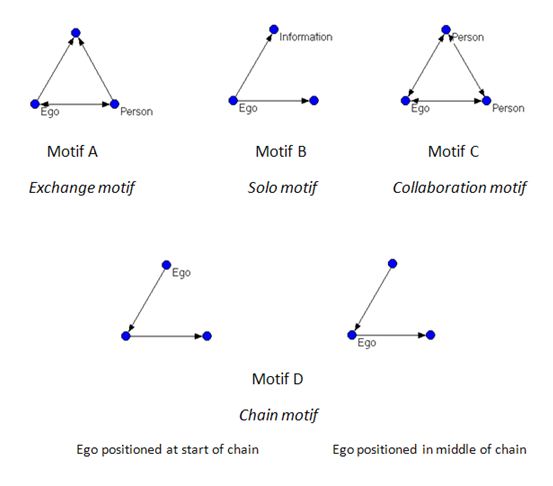 Information
Person
Ego
Person
Ego
Ego
Person
Motif A
Motif B
Motif C
Exchange motif
Solo motif
Collaboration motif
Ego
Ego
Motif D
Chain motif
Ego positioned at start of chain
Ego positioned in middle of chain